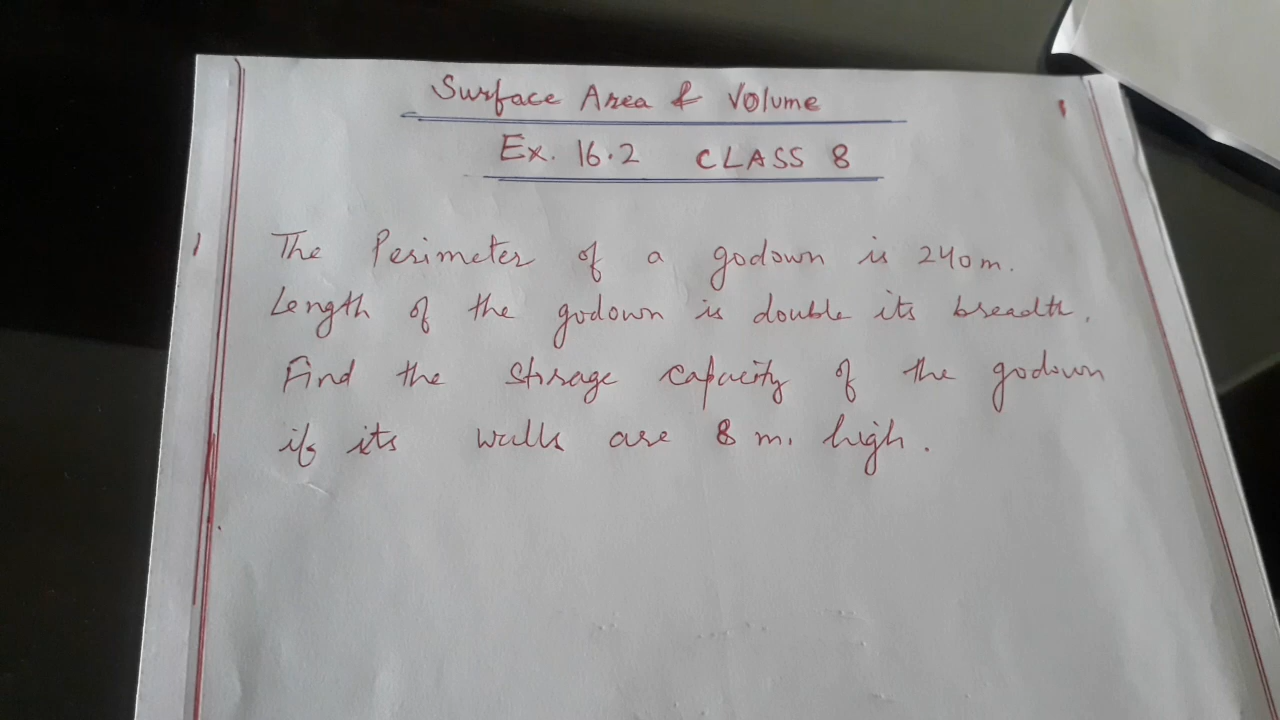 Surface Area & Volume
Ex. 16.2 CLASS 8
1 The Perimeter of a godown is 240m.
Length of the godown is double its breadth.
Find the storage capacity of the godown
if its walls are 8 m. high.